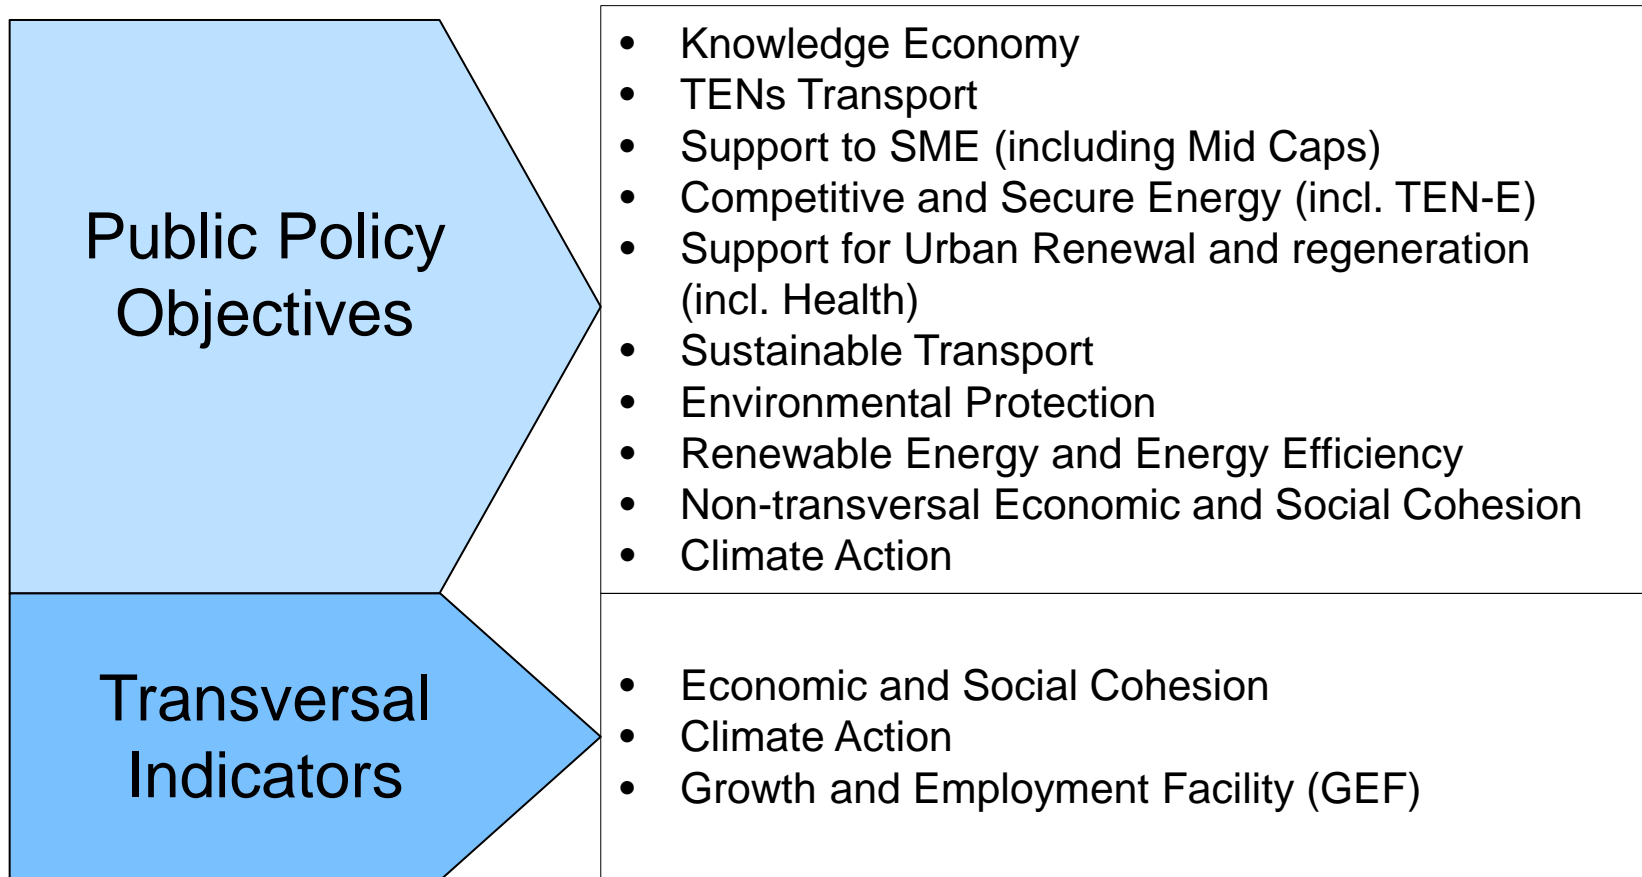 Public Policy
Objectives
• Knowledge Economy
• TENs Transport
• Support to SME (including Mid Caps)
• Competitive and Secure Energy (incl. TEN-E)
• Support for Urban Renewal and regeneration
(incl. Health)
• Sustainable Transport
• Environmental Protection
• Renewable Energy and Energy Efficiency
• Non-transversal Economic and Social Cohesion
• Climate Action
Transversal
Indicators
• Economic and Social Cohesion
• Climate Action
• Growth and Employment Facility (GEF)